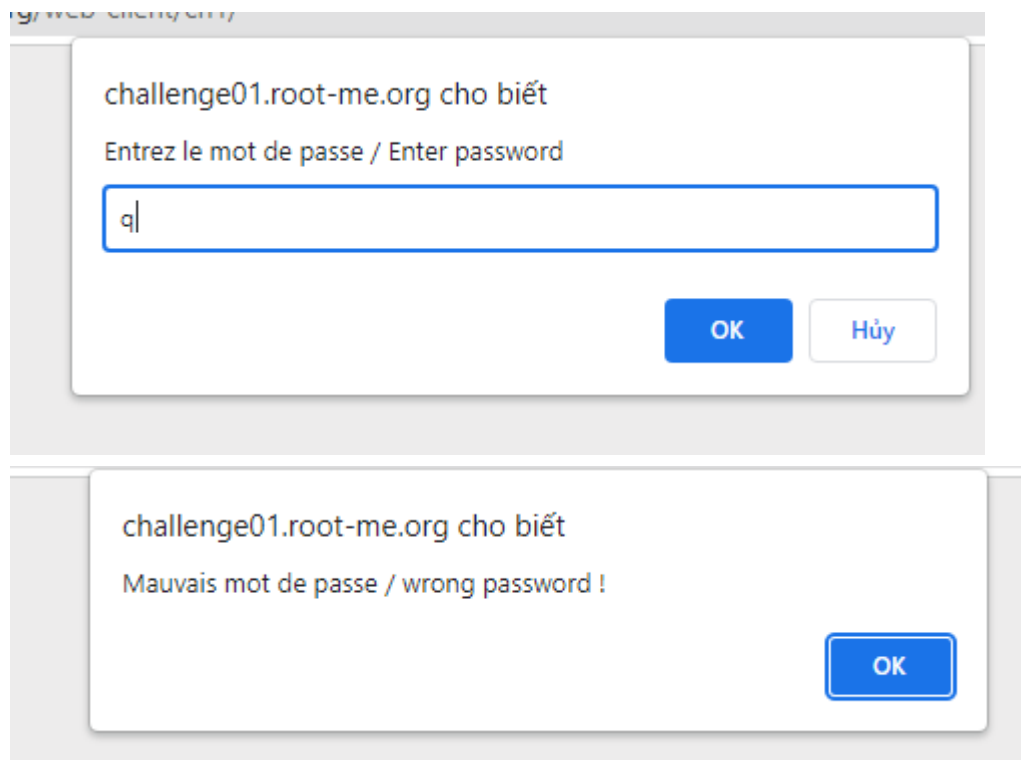 challenge01.root-me.org cho biết
Entrez le mot de passe / Enter password
q
OK Hủy
challenge01.root-me.org cho biết
Mauvais mot de passe / wrong password !
OK